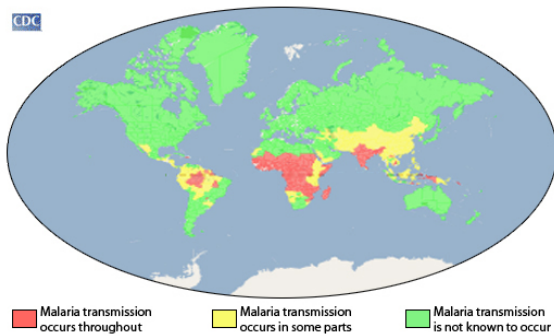 CDC
Malaria transmission
occurs throughout
Malaria transmission
occurs in some parts
Malaria transmission
is not known to occur